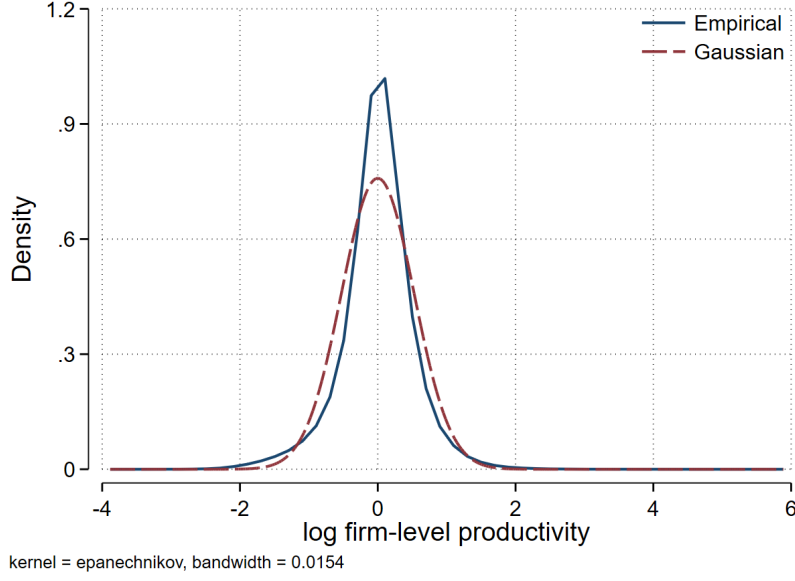 1.2
Empirical
Gaussian
.9
.6
.3
0
Density
-4 -2 0 2 4 6
log firm-level productivity
kernel = epanechnikov, bandwidth = 0.0154